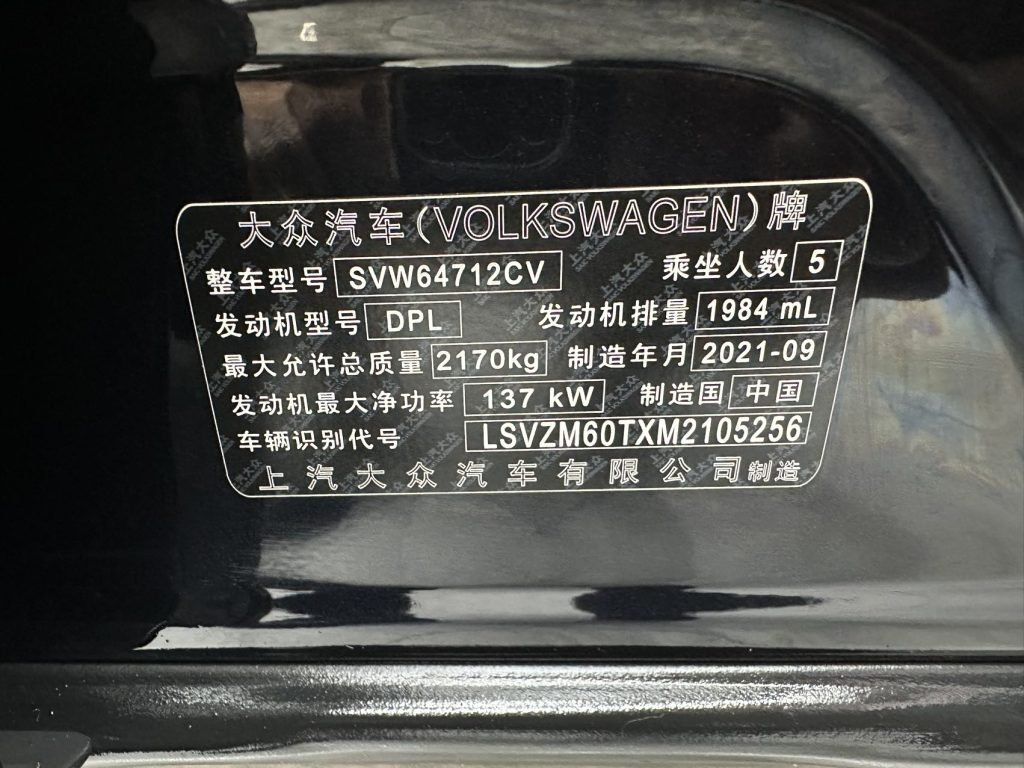 大众汽车(VOLKSWAGEN)牌
整车型号 SVW64712CV 乘坐人数 5
发动机型号 DPL 发动机排量 1984 mL
最大允许总质量 2170kg 制造年月 2021-09
发动机最大净功率 137 kW 制造国 中国
车辆识别代号 LSVZM60TXM2105256
上汽大众汽车有限公司制造